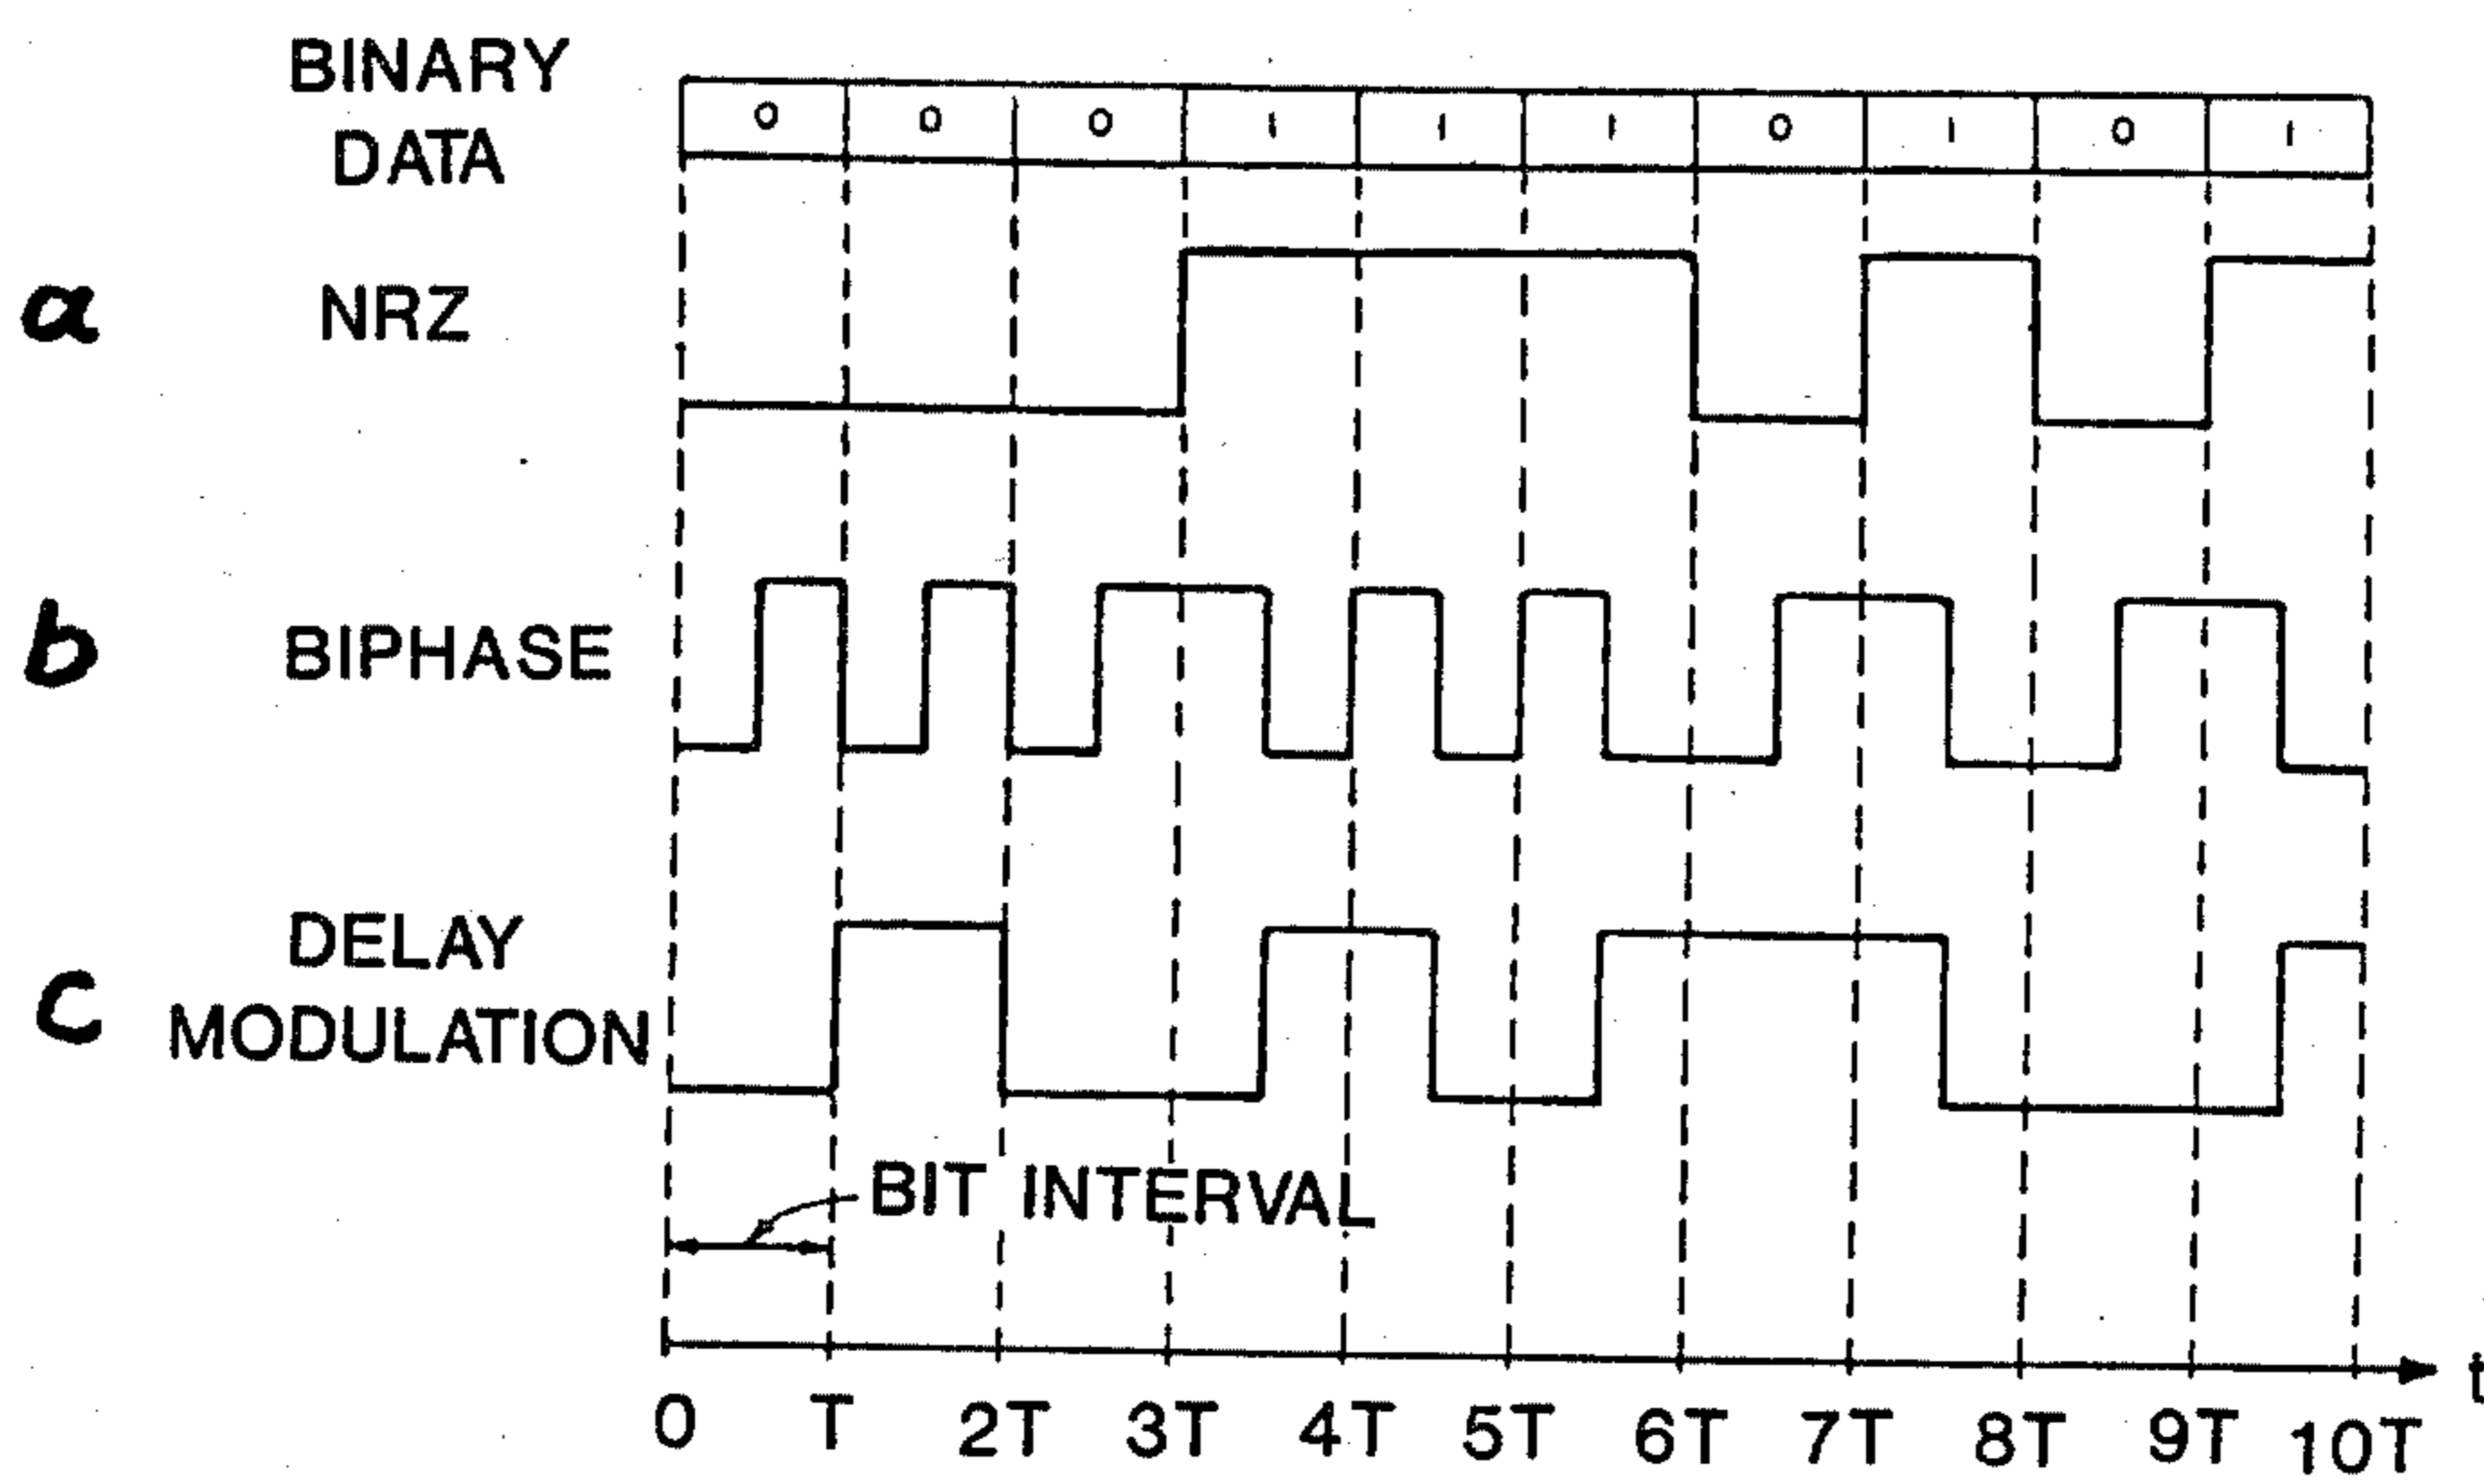 BINARY
DATA
0 0 0 1 1 1 0 1 0 1
a NRZ
b BIPHASE
c DELAY
MODULATION
BIT INTERVAL
0 T 2T 3T 4T 5T 6T 7T 8T 9T 10T t